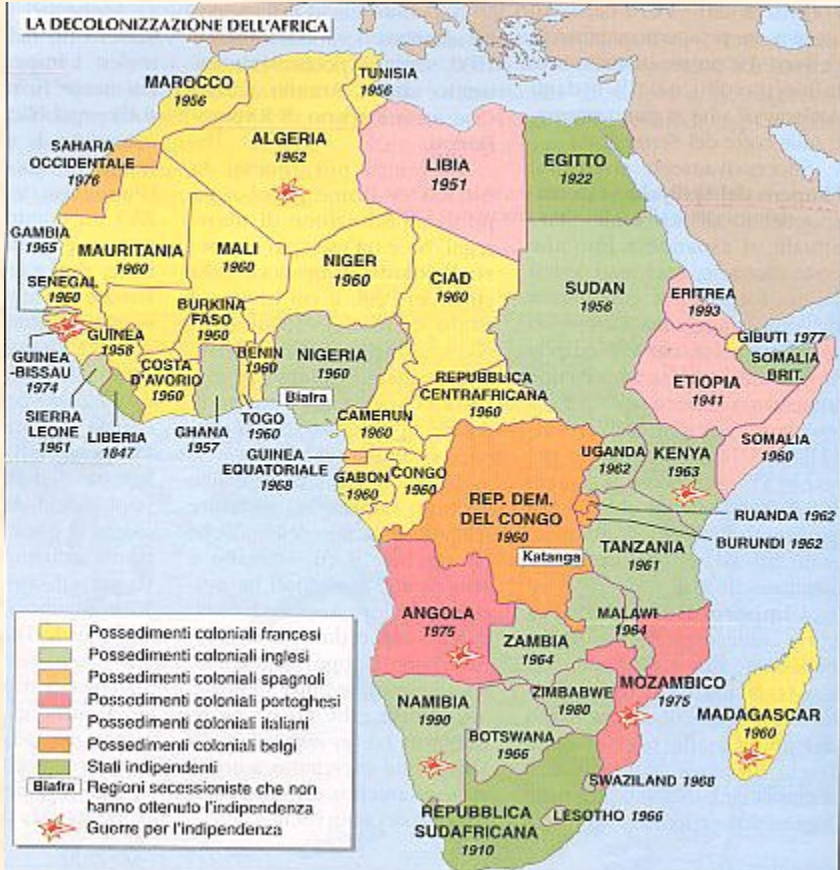 LA DECOLONIZZAZIONE DELL'AFRICA
MAROCCO
1956
TUNISIA
1956
ALGERIA
1962
SAHARA
OCCIDENTALE
1976
LIBIA
1951
EGITTO
1922
GAMBIA
1965
MAURITANIA
1960
MALI
1960
NIGER
1960
CIAD
1960
SUDAN
1956
ERITREA
1993
SENEGAL
1960
BURKINA
FASO
1960
GUINEA
1958
GIBUTI 1977
SOMALIA
BRIT.
GUINEA
-BISSAU
1974
COSTA
D'AVORIO
1960
BENIN
1960
NIGERIA
1960
REPUBBLICA
CENTRAFRICANA
1960
ETIOPIA
1941
Biafra
SIERRA
LEONE
1961
LIBERIA
1847
GHANA
1957
TOGO
1960
CAMERUN
1960
SOMALIA
1960
GUINEA
EQUATORIALE
1968
GABON
1960
CONGO
1960
UGANDA
1962
KENYA
1963
REP. DEM.
DEL CONGO
1960
RUANDA 1962
BURUNDI 1962
Katanga
TANZANIA
1961
ANGOLA
1975
MALAWI
1964
ZAMBIA
1964
MOZAMBICO
1975
NAMIBIA
1990
ZIMBABWE
1980
MADAGASCAR
1960
BOTSWANA
1966
SWAZILAND 1968
LESOTHO 1966
REPUBBLICA
SUDAFRICANA
1910
Possedimenti coloniali francesi
Possedimenti coloniali inglesi
Possedimenti coloniali spagnoli
Possedimenti coloniali portoghesi
Possedimenti coloniali italiani
Possedimenti coloniali belgi
Stati indipendenti
Biafra Regioni secessioniste che non
hanno ottenuto l'indipendenza
Guerre per l'indipendenza